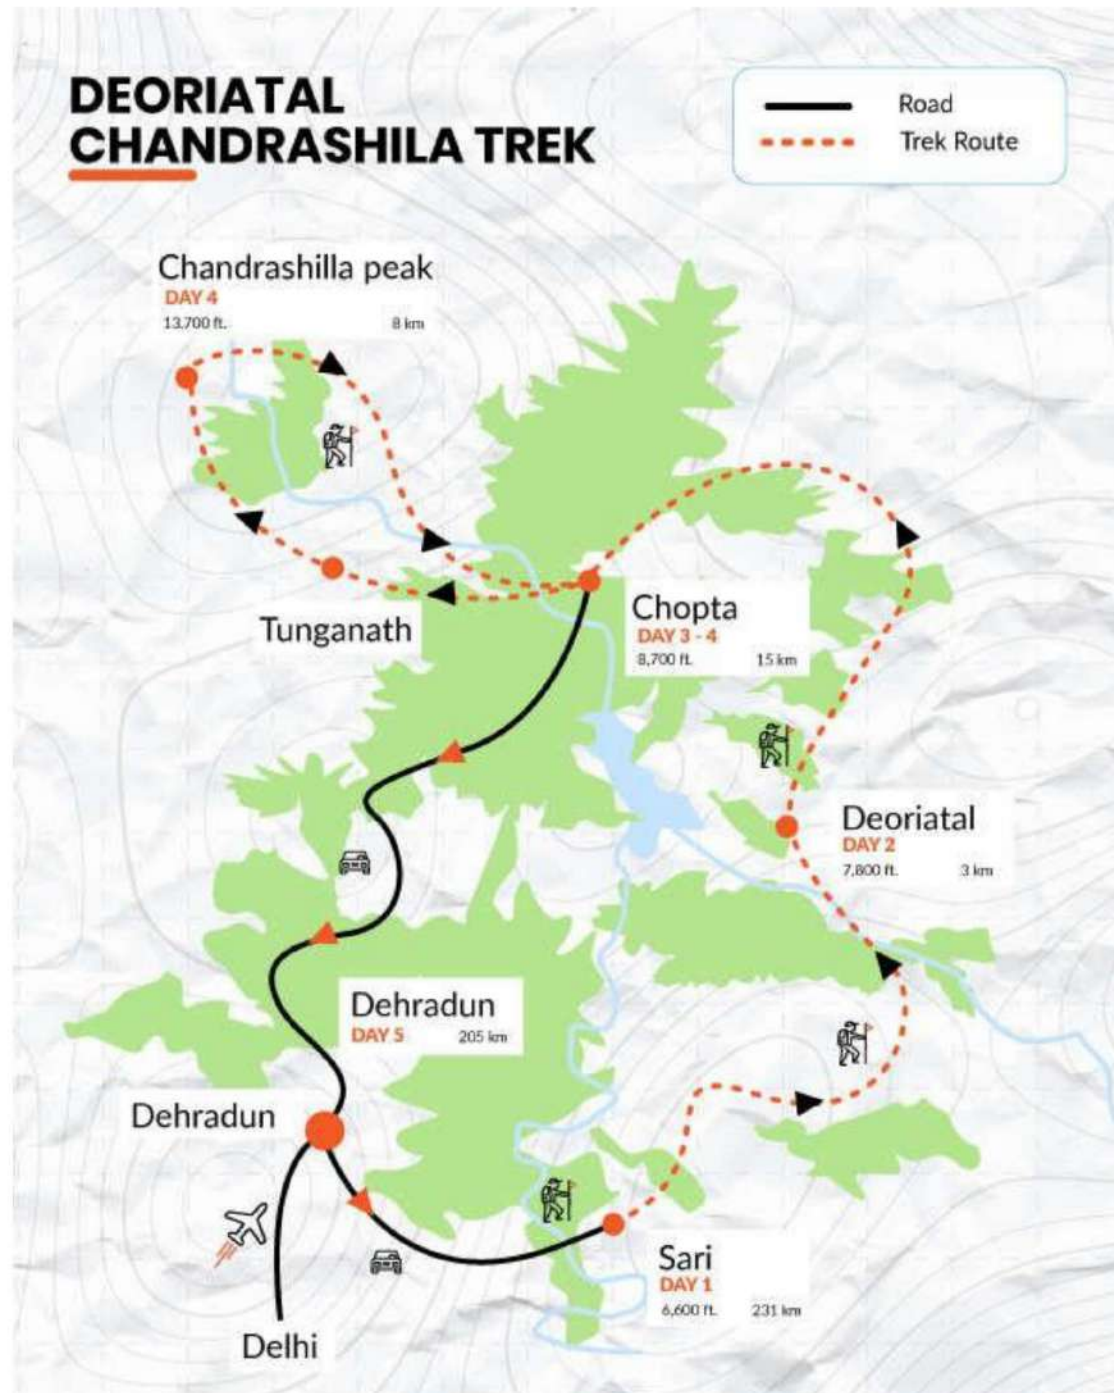 DEORIATAL
CHANDRASHILA TREK
Road
Trek Route
Chandrashilla peak
DAY 4
13,700 ft. 8 km
Tunganath
Chopta
DAY 3 - 4
8,700 ft. 15 km
Deoriatal
DAY 2
7,800 ft. 3 km
Dehradun
DAY 5 205 km
Dehradun
Sari
DAY 1
6,600 ft. 231 km
Delhi